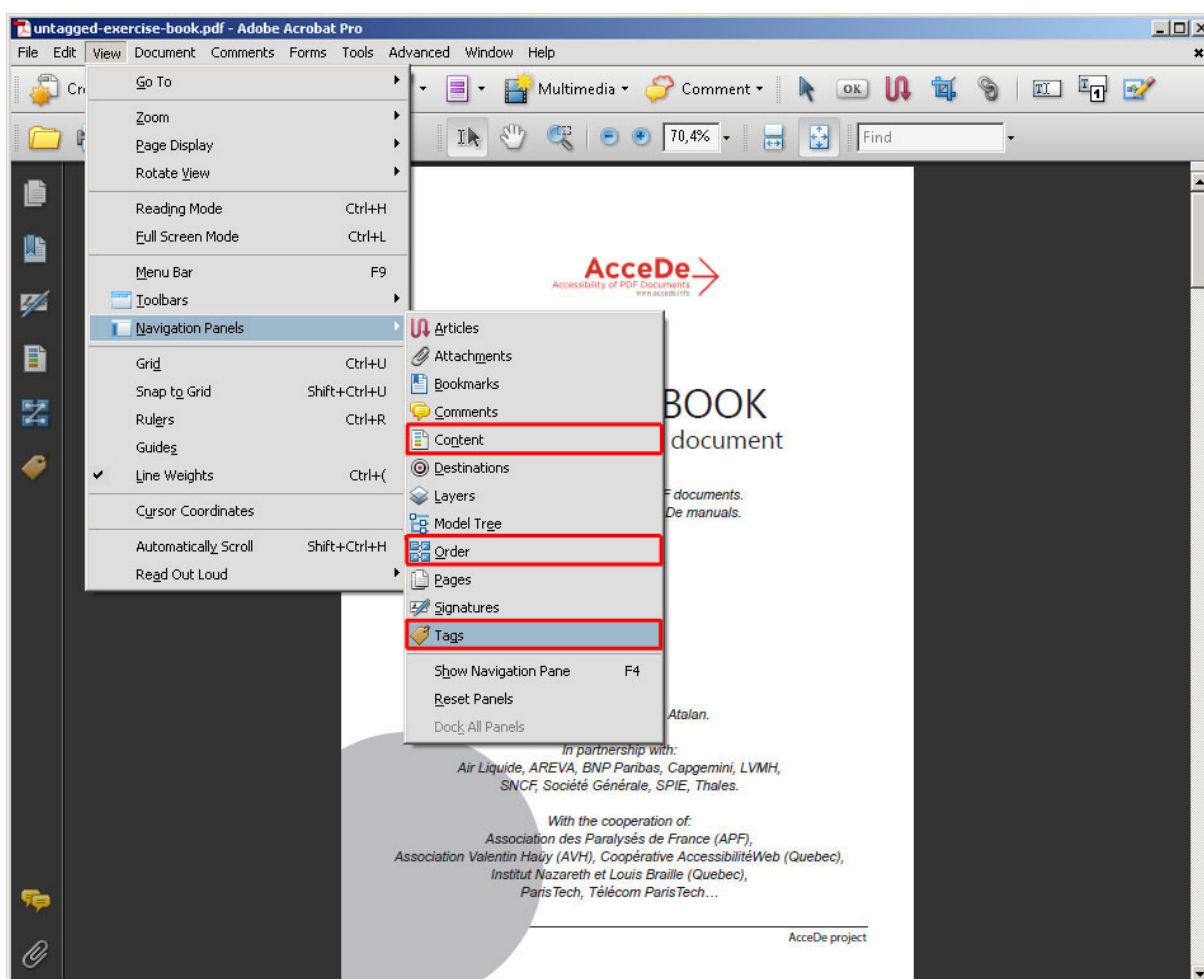 untagged-exercise-book.pdf - Adobe Acrobat Pro
File Edit View Document Comments Forms Tools Advanced Window Help
Multimedia Comment OK
70,4% Find
Go To
Zoom
Page Display
Rotate View
Reading Mode Ctrl+H
Full Screen Mode Ctrl+L
Menu Bar F9
Toolbars
Navigation Panels
Grid Ctrl+U
Snap to Grid Shift+Ctrl+U
Rulers Ctrl+R
Guides
Line Weights Ctrl+(
Cursor Coordinates
Automatically Scroll Shift+Ctrl+H
Read Out Loud
Articles
Attachments
Bookmarks
Comments
Content
Destinations
Layers
Model Tree
Order
Pages
Signatures
Tags
Show Navigation Pane F4
Reset Panels
Dock All Panels
AcceDe
Accessibility of PDF Documents
www.accede.info
BOOK
document
documents.
De manuals.
Atalan.
In partnership with:
Air Liquide, AREVA, BNP Paribas, Capgemini, LVMH,
SNCF, Société Générale, SPIE, Thales.
With the cooperation of:
Association des Paralysés de France (APF),
Association Valentin Haüy (AVH), Coopérative AccessibilitéWeb (Quebec),
Institut Nazareth et Louis Braille (Quebec),
ParisTech, Télécom ParisTech…
AcceDe project